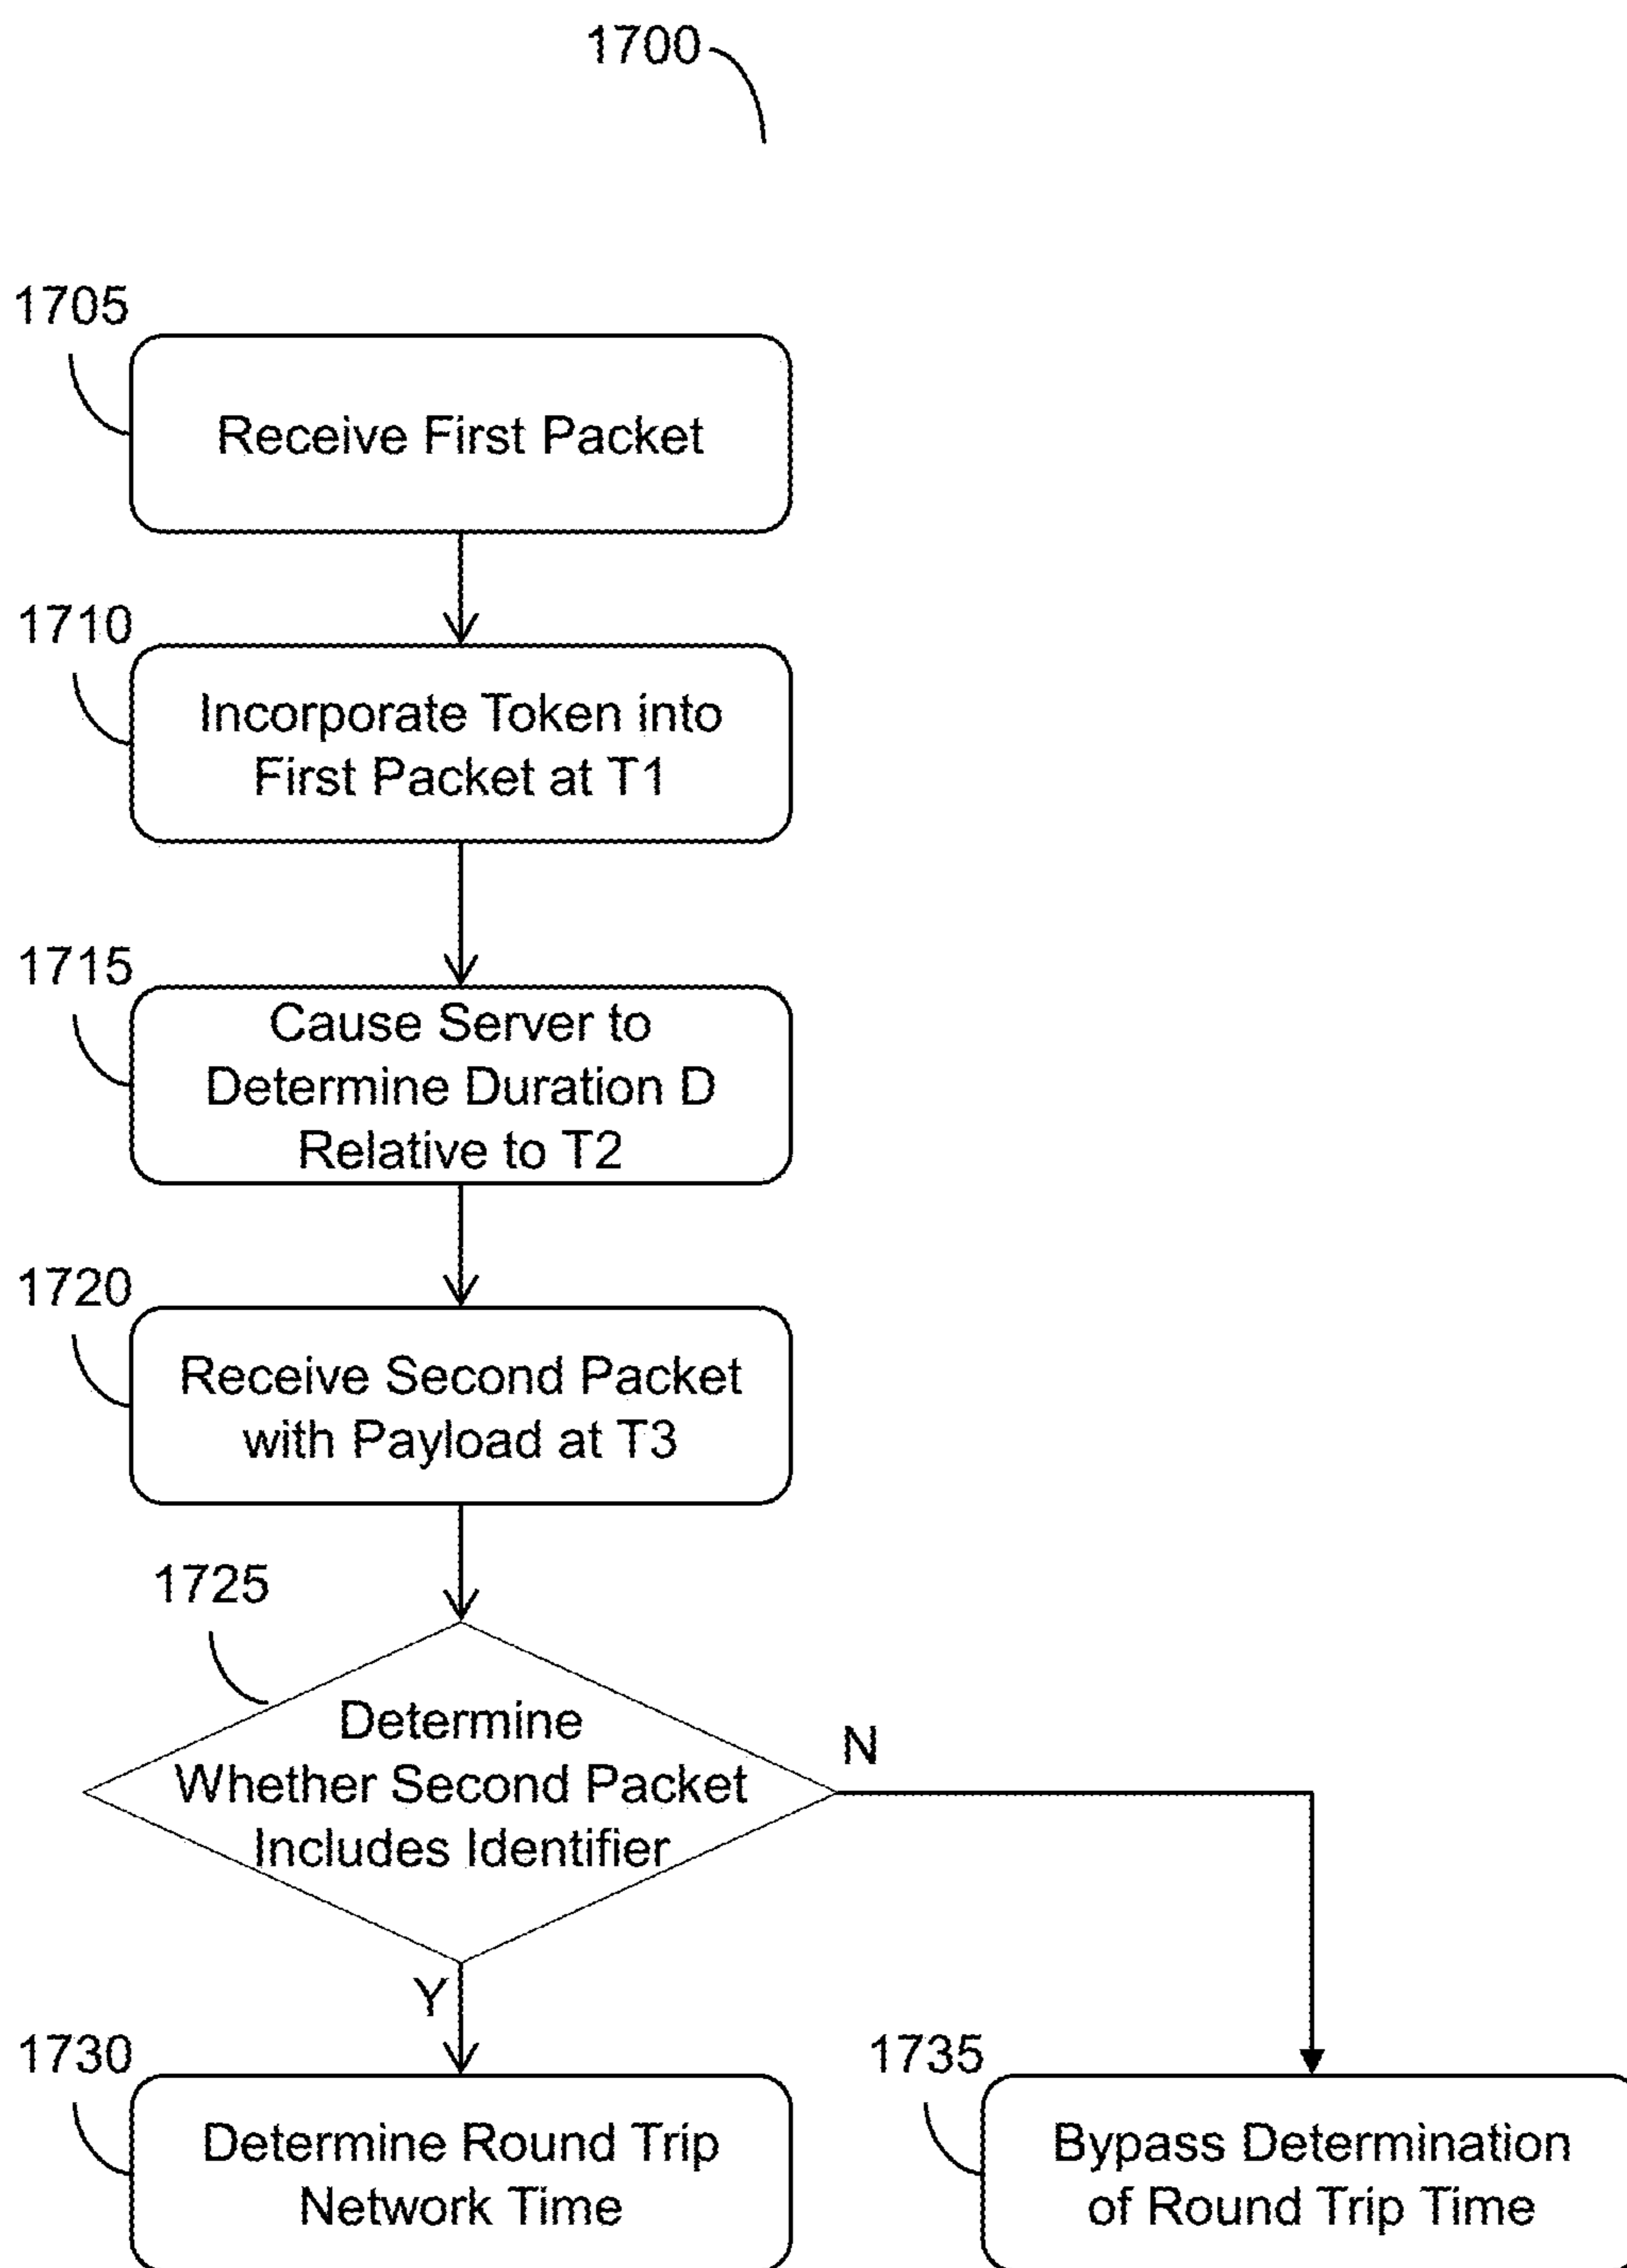 1700
1705
Receive First Packet
1710
Incorporate Token into
First Packet at T1
1715
Cause Server to
Determine Duration D
Relative to T2
1720
Receive Second Packet
with Payload at T3
1725
Determine
Whether Second Packet
Includes Identifier
N
Y
1730
Determine Round Trip
Network Time
1735
Bypass Determination
of Round Trip Time